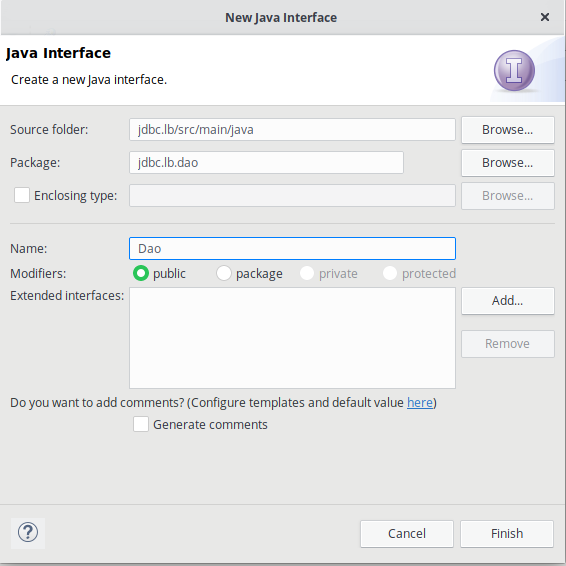 New Java Interface
Java Interface
Create a new Java interface.
Source folder: jdbc.lb/src/main/java Browse...
Package: jdbc.lb.dao Browse...
Enclosing type: Browse...
Name: Dao
Modifiers: public package private protected
Extended interfaces: Add...
Remove
Do you want to add comments? (Configure templates and default value here)
Generate comments
? Cancel Finish